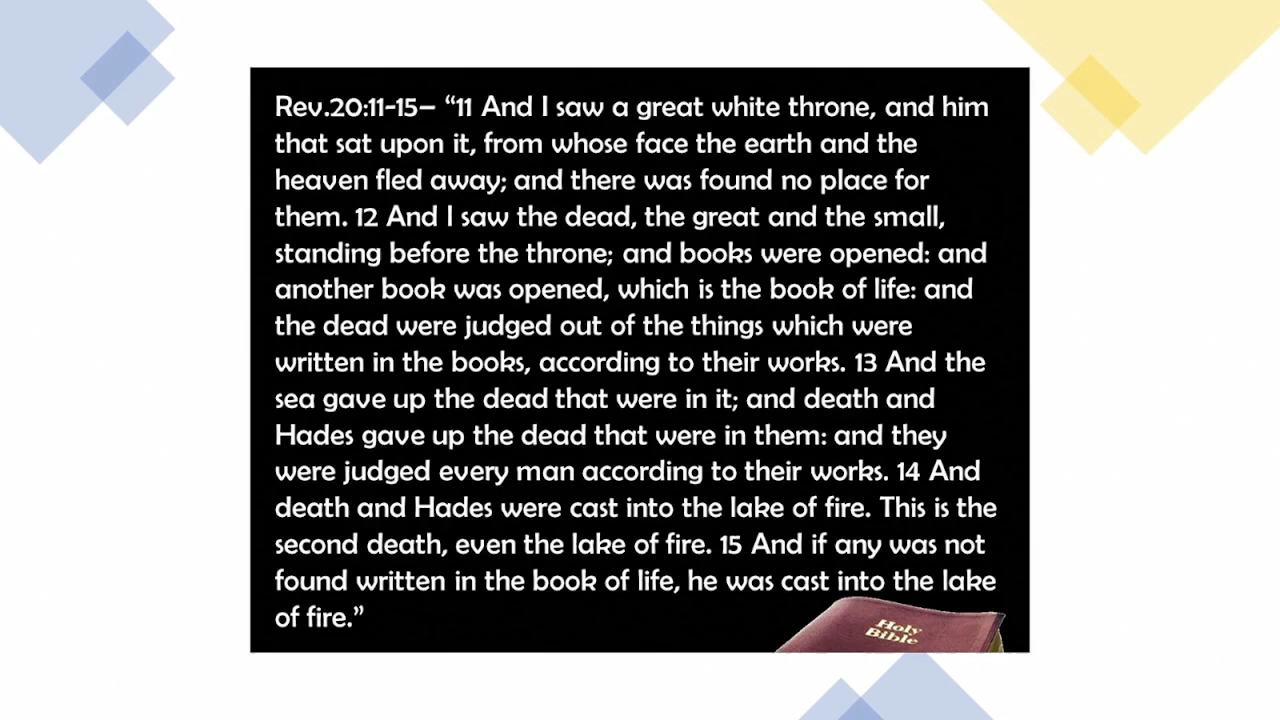 Rev.20:11-15– “11 And I saw a great white throne, and him
that sat upon it, from whose face the earth and the
heaven fled away; and there was found no place for
them. 12 And I saw the dead, the great and the small,
standing before the throne; and books were opened: and
another book was opened, which is the book of life: and
the dead were judged out of the things which were
written in the books, according to their works. 13 And the
sea gave up the dead that were in it; and death and
Hades gave up the dead that were in them: and they
were judged every man according to their works. 14 And
death and Hades were cast into the lake of fire. This is the
second death, even the lake of fire. 15 And if any was not
found written in the book of life, he was cast into the lake
of fire.”
Holy
Bible